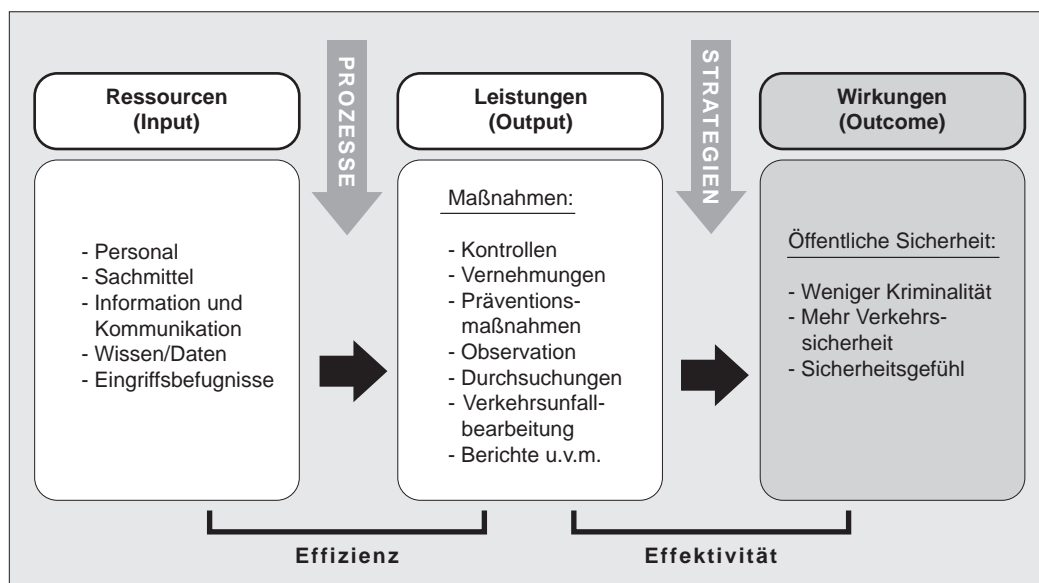 PROZESSE
STRATEGIEN
Ressourcen
(Input)
- Personal
- Sachmittel
- Information und
Kommunikation
- Wissen/Daten
- Eingriffsbefugnisse
Leistungen
(Output)
Maßnahmen:
- Kontrollen
- Vernehmungen
- Präventions-
maßnahmen
- Observation
- Durchsuchungen
- Verkehrsunfall-
bearbeitung
- Berichte u.v.m.
Wirkungen
(Outcome)
Öffentliche Sicherheit:
- Weniger Kriminalität
- Mehr Verkehrs-
sicherheit
- Sicherheitsgefühl
Effizienz
Effektivität